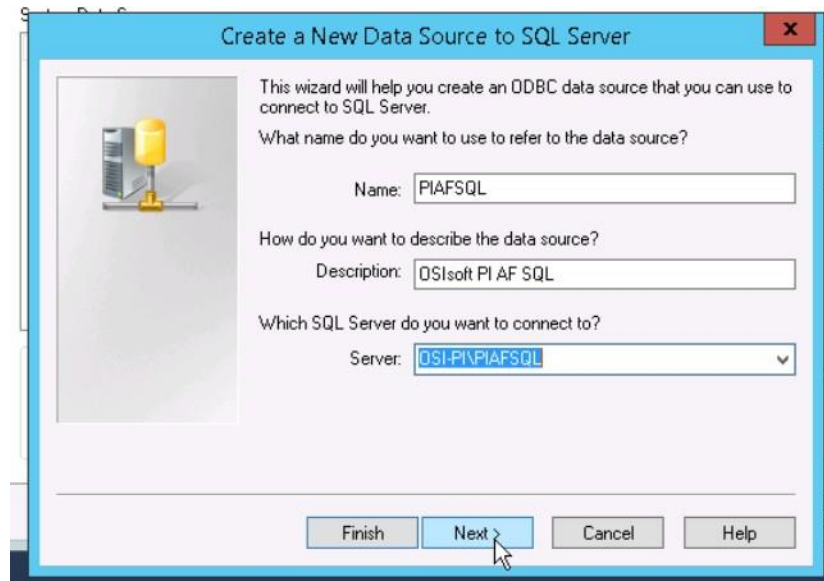 Create a New Data Source to SQL Server
x
This wizard will help you create an ODBC data source that you can use to
connect to SQL Server.
What name do you want to use to refer to the data source?
Name: PIAFSQL
How do you want to describe the data source?
Description: OSIsoft PI AF SQL
Which SQL Server do you want to connect to?
Server: OSI-PI\PIAFSQL
Finish Next > Cancel Help